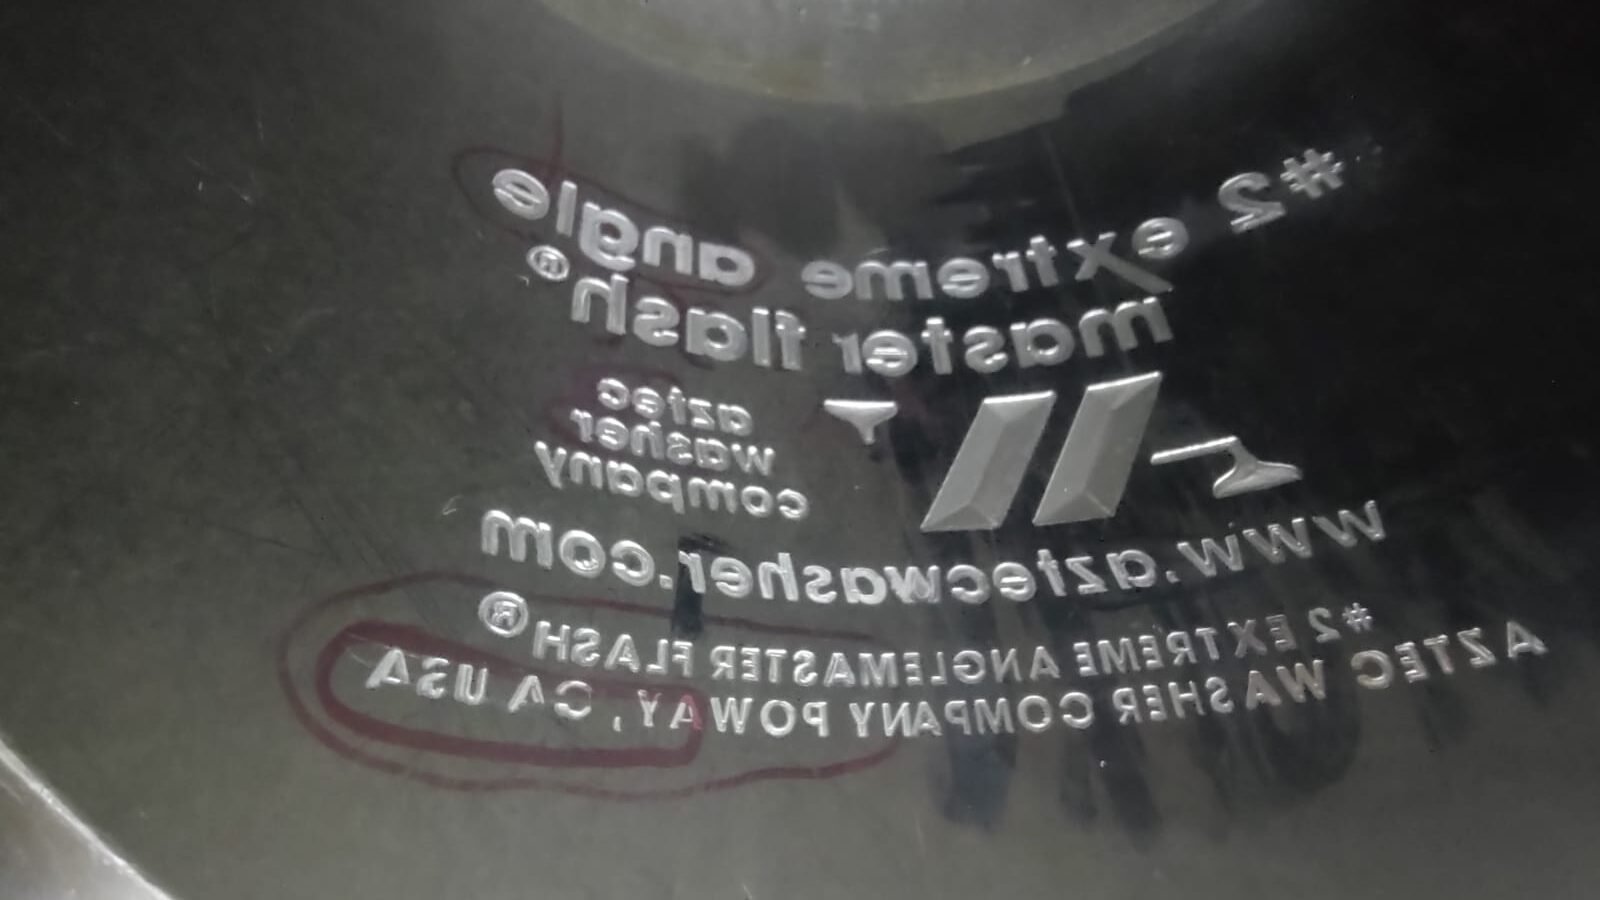 #2 extreme angle
master flash®
aztec
washer
company
www.aztecwasher.com
#2 EXTREME ANGLEMASTER FLASH®
AZTEC WASHER COMPANY POWAY, CA USA